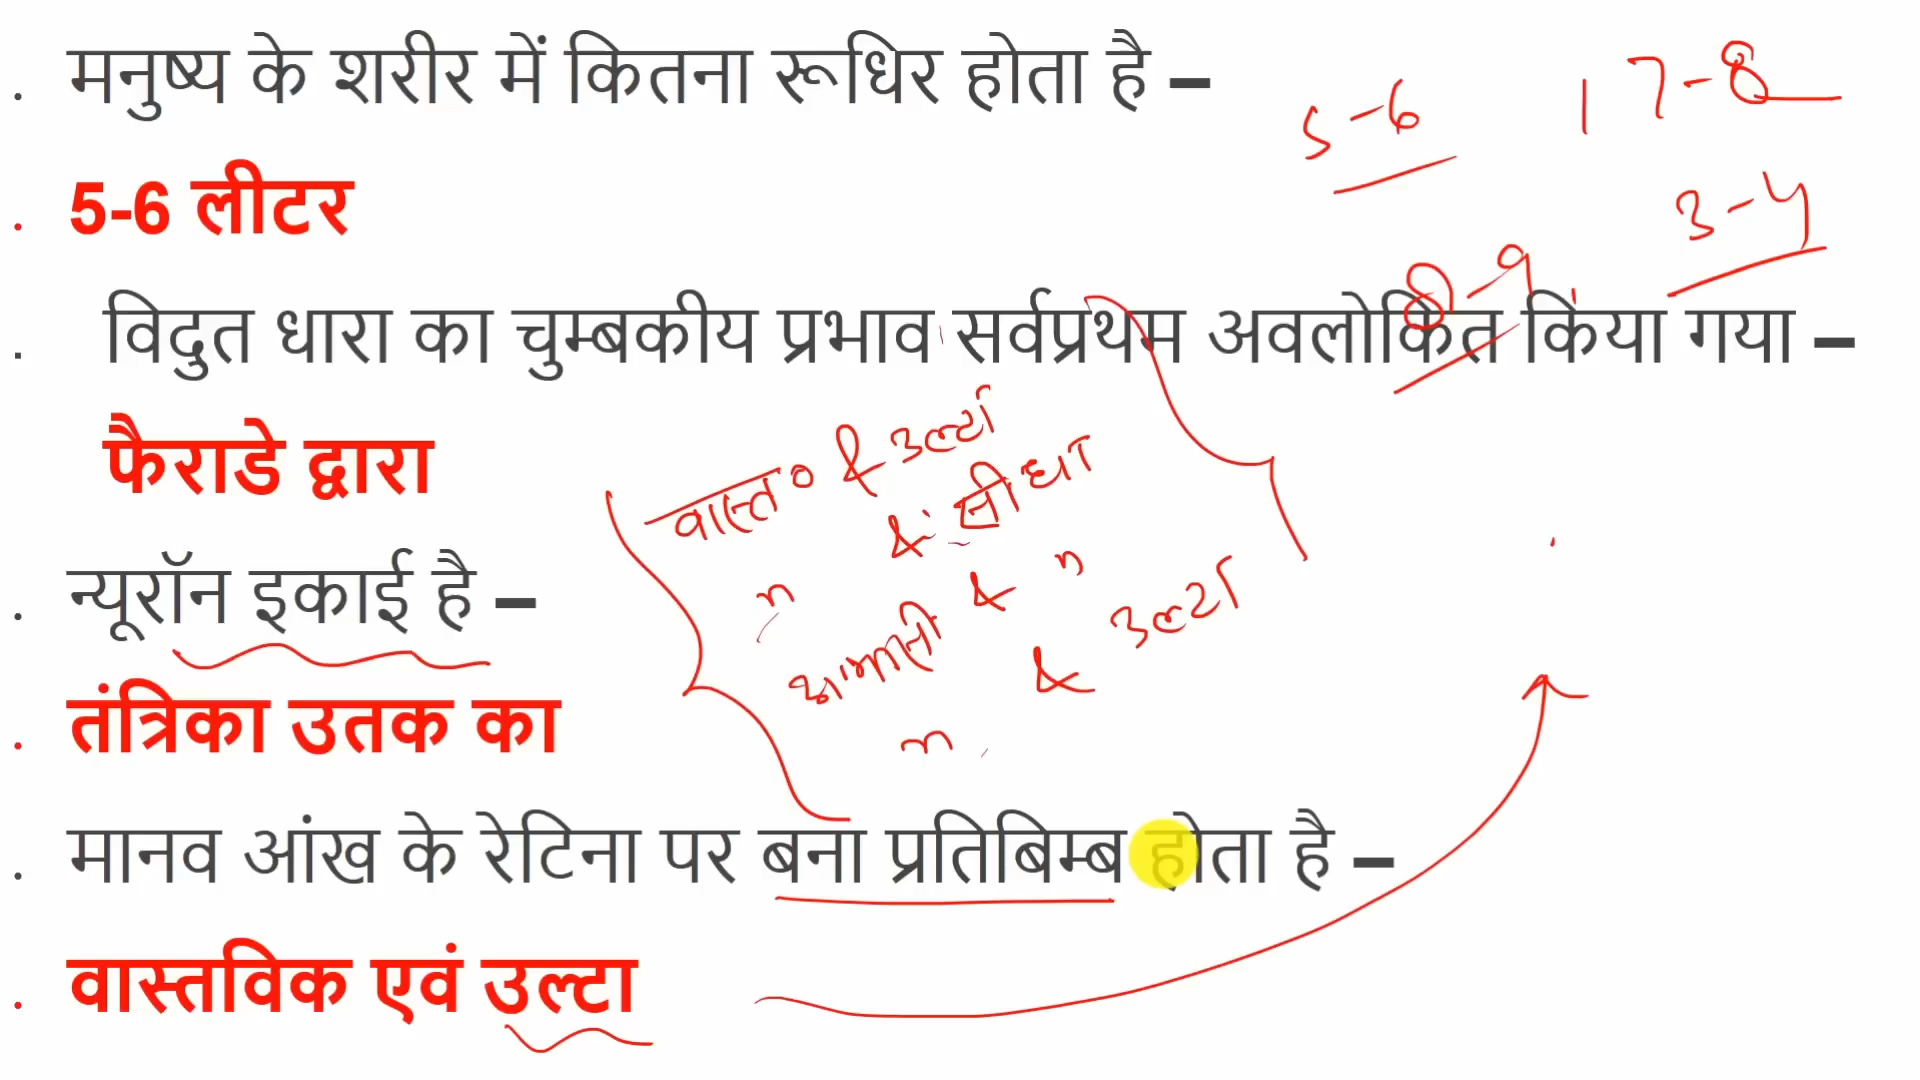 मनुष्य के शरीर में कितना रूधिर होता है –
5-6
7-8
5-6 लीटर
3-4
8-9
विदुत धारा का चुम्बकीय प्रभाव सर्वप्रथम अवलोकित किया गया –
फैराडे द्वारा
वास्त० & उल्टा
& सीधा
न्यूरॉन इकाई है –
आभासी &
& उल्टा
तंत्रिका उतक का
मानव आंख के रेटिना पर बना प्रतिबिम्ब होता है –
वास्तविक एवं उल्टा